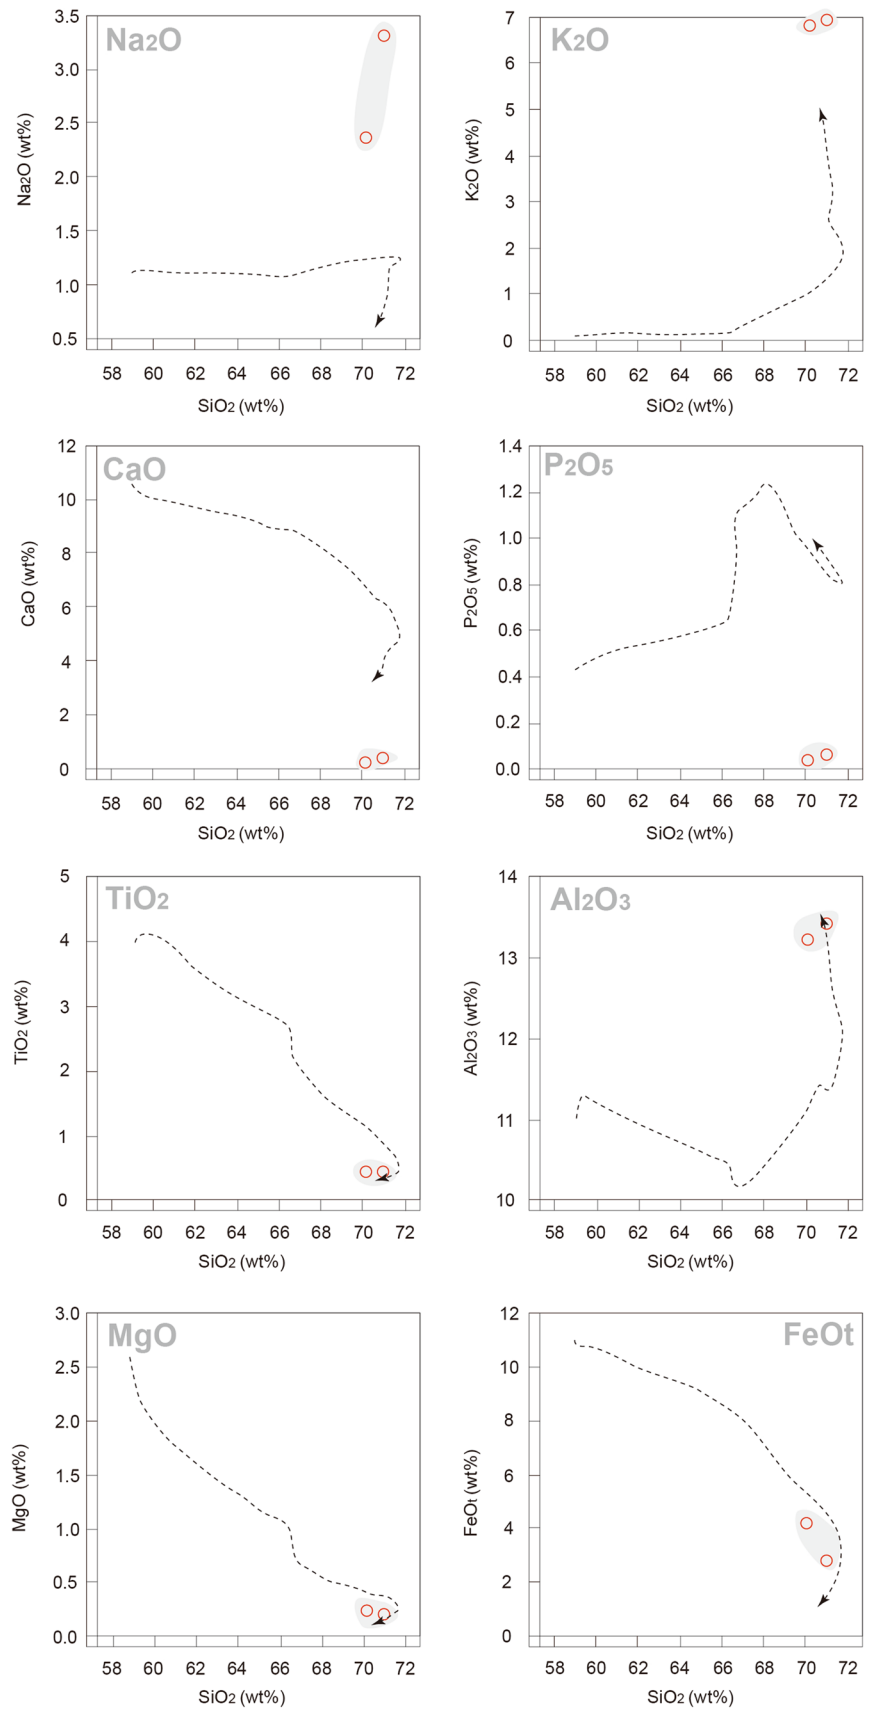 Na2O
Na2O (wt%)
3.5
3.0
2.5
2.0
1.5
1.0
0.5
58 60 62 64 66 68 70 72
SiO2 (wt%)
K2O
K2O (wt%)
7
6
5
4
3
2
1
0
58 60 62 64 66 68 70 72
SiO2 (wt%)
CaO
CaO (wt%)
12
10
8
6
4
2
0
58 60 62 64 66 68 70 72
SiO2 (wt%)
P2O5
P2O5 (wt%)
1.4
1.2
1.0
0.8
0.6
0.4
0.2
0.0
58 60 62 64 66 68 70 72
SiO2 (wt%)
TiO2
TiO2 (wt%)
5
4
3
2
1
0
58 60 62 64 66 68 70 72
SiO2 (wt%)
Al2O3
Al2O3 (wt%)
14
13
12
11
10
58 60 62 64 66 68 70 72
SiO2 (wt%)
MgO
MgO (wt%)
3.0
2.5
2.0
1.5
1.0
0.5
0.0
58 60 62 64 66 68 70 72
SiO2 (wt%)
FeOt
FeOt (wt%)
12
10
8
6
4
2
0
58 60 62 64 66 68 70 72
SiO2 (wt%)